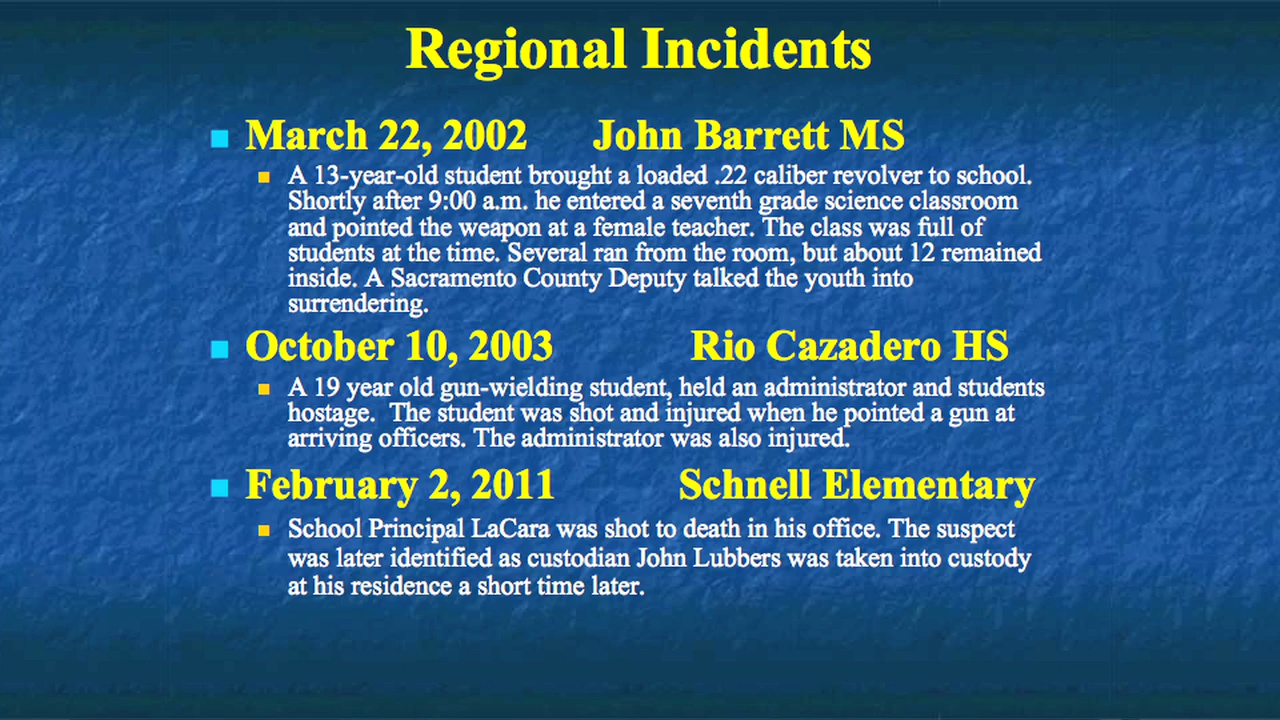 Regional Incidents
March 22, 2002 John Barrett MS
A 13-year-old student brought a loaded .22 caliber revolver to school.
Shortly after 9:00 a.m. he entered a seventh grade science classroom
and pointed the weapon at a female teacher. The class was full of
students at the time. Several ran from the room, but about 12 remained
inside. A Sacramento County Deputy talked the youth into
surrendering.
October 10, 2003 Rio Cazadero HS
A 19 year old gun-wielding student, held an administrator and students
hostage. The student was shot and injured when he pointed a gun at
arriving officers. The administrator was also injured.
February 2, 2011 Schnell Elementary
School Principal LaCara was shot to death in his office. The suspect
was later identified as custodian John Lubbers was taken into custody
at his residence a short time later.